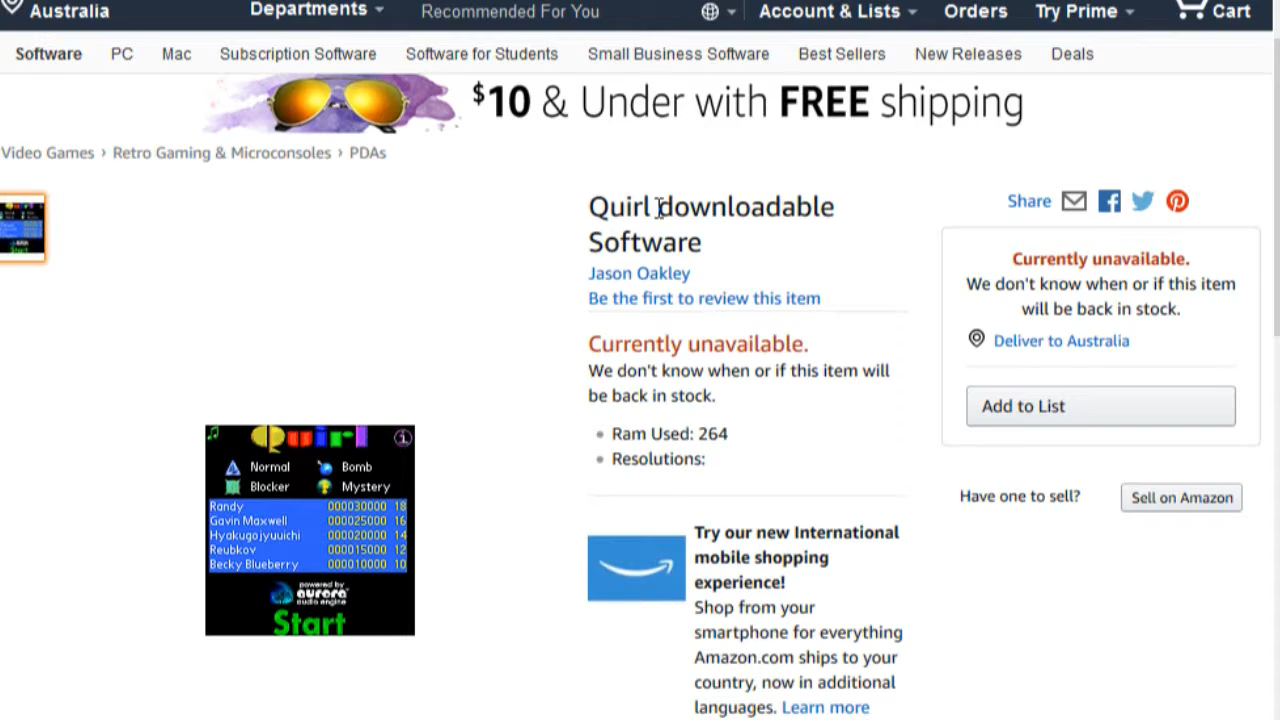 Australia
Departments
Recommended For You
Account & Lists
Orders
Try Prime
Cart
Software
PC
Mac
Subscription Software
Software for Students
Small Business Software
Best Sellers
New Releases
Deals
$10 & Under with FREE shipping
Video Games › Retro Gaming & Microconsoles › PDAs
Quirl downloadable
Software
Jason Oakley
Be the first to review this item
Currently unavailable.
We don't know when or if this item will
be back in stock.
Ram Used: 264
Resolutions:
Try our new International
mobile shopping
experience!
Shop from your
smartphone for everything
Amazon.com ships to your
country, now in additional
languages. Learn more
Share
Currently unavailable.
We don't know when or if this item
will be back in stock.
Deliver to Australia
Add to List
Have one to sell?
Sell on Amazon
Quirl
Normal
Bomb
Blocker
Mystery
Randy 000030000 18
Gavin Maxwell 000025000 16
Hyakugojyuuichi 000020000 14
Reubkov 000015000 12
Becky Blueberry 000010000 10
powered by
aurora
audio engine
Start